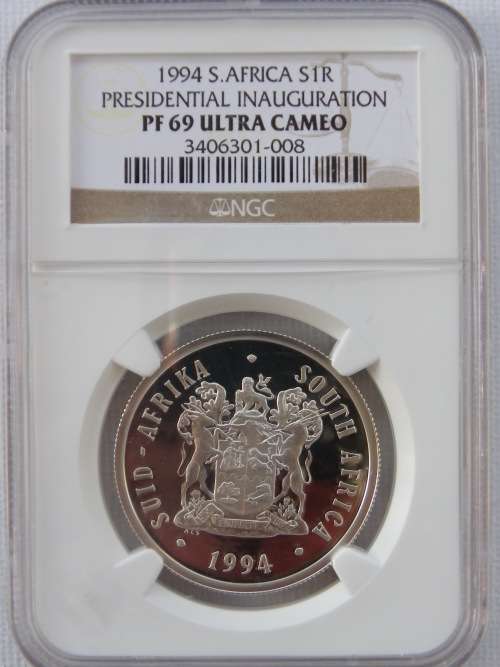 1994 S.AFRICA S1R
PRESIDENTIAL INAUGURATION
PF 69 ULTRA CAMEO
3406301-008
NGC
SUID-AFRIKA · SOUTH AFRICA
· 1994 ·